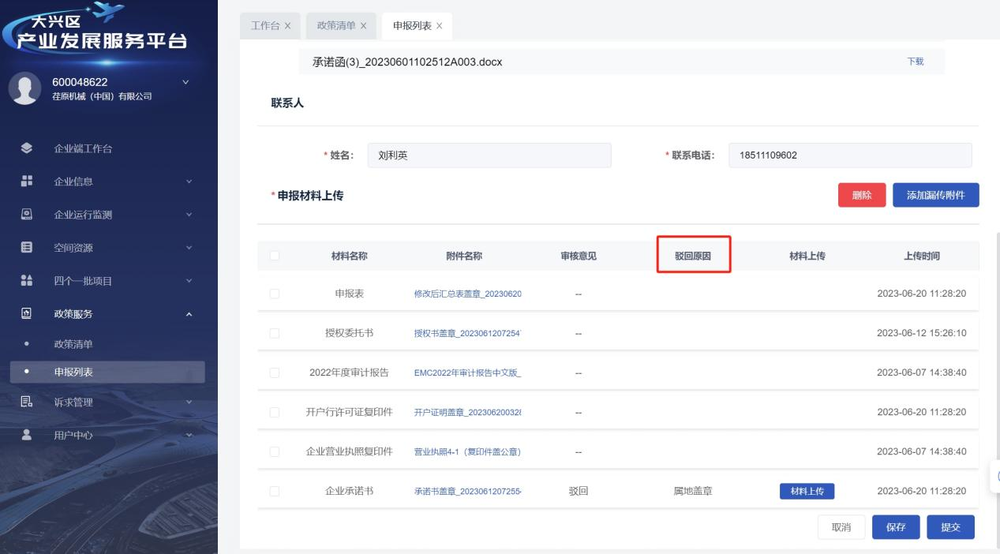 大兴区
产业发展服务平台
600048622
荏原机械（中国）有限公司
企业端工作台
企业信息
企业运行监测
空间资源
四个一批项目
政策服务
政策清单
申报列表
诉求管理
用户中心
工作台 X 政策清单 X 申报列表 X
承诺函(3)_20230601102512A003.docx 下载
联系人
* 姓名： 刘利英 * 联系电话： 18511109602
* 申报材料上传 删除 添加漏传附件
材料名称 附件名称 审核意见 驳回原因 材料上传 上传时间
申报表 修改后汇总表盖章_20230620 -- 2023-06-20 11:28:20
授权委托书 授权书盖章_2023061207254 -- 2023-06-12 15:26:10
2022年度审计报告 EMC2022年审计报告中文版_ -- 2023-06-07 14:38:40
开户行许可证复印件 开户证明盖章_202306200328 -- 2023-06-20 11:28:20
企业营业执照复印件 营业执照4-1（复印件盖公章） -- 2023-06-07 14:38:40
企业承诺书 承诺书盖章_2023061207255 驳回 属地盖章 材料上传 2023-06-20 11:28:20
取消 保存 提交